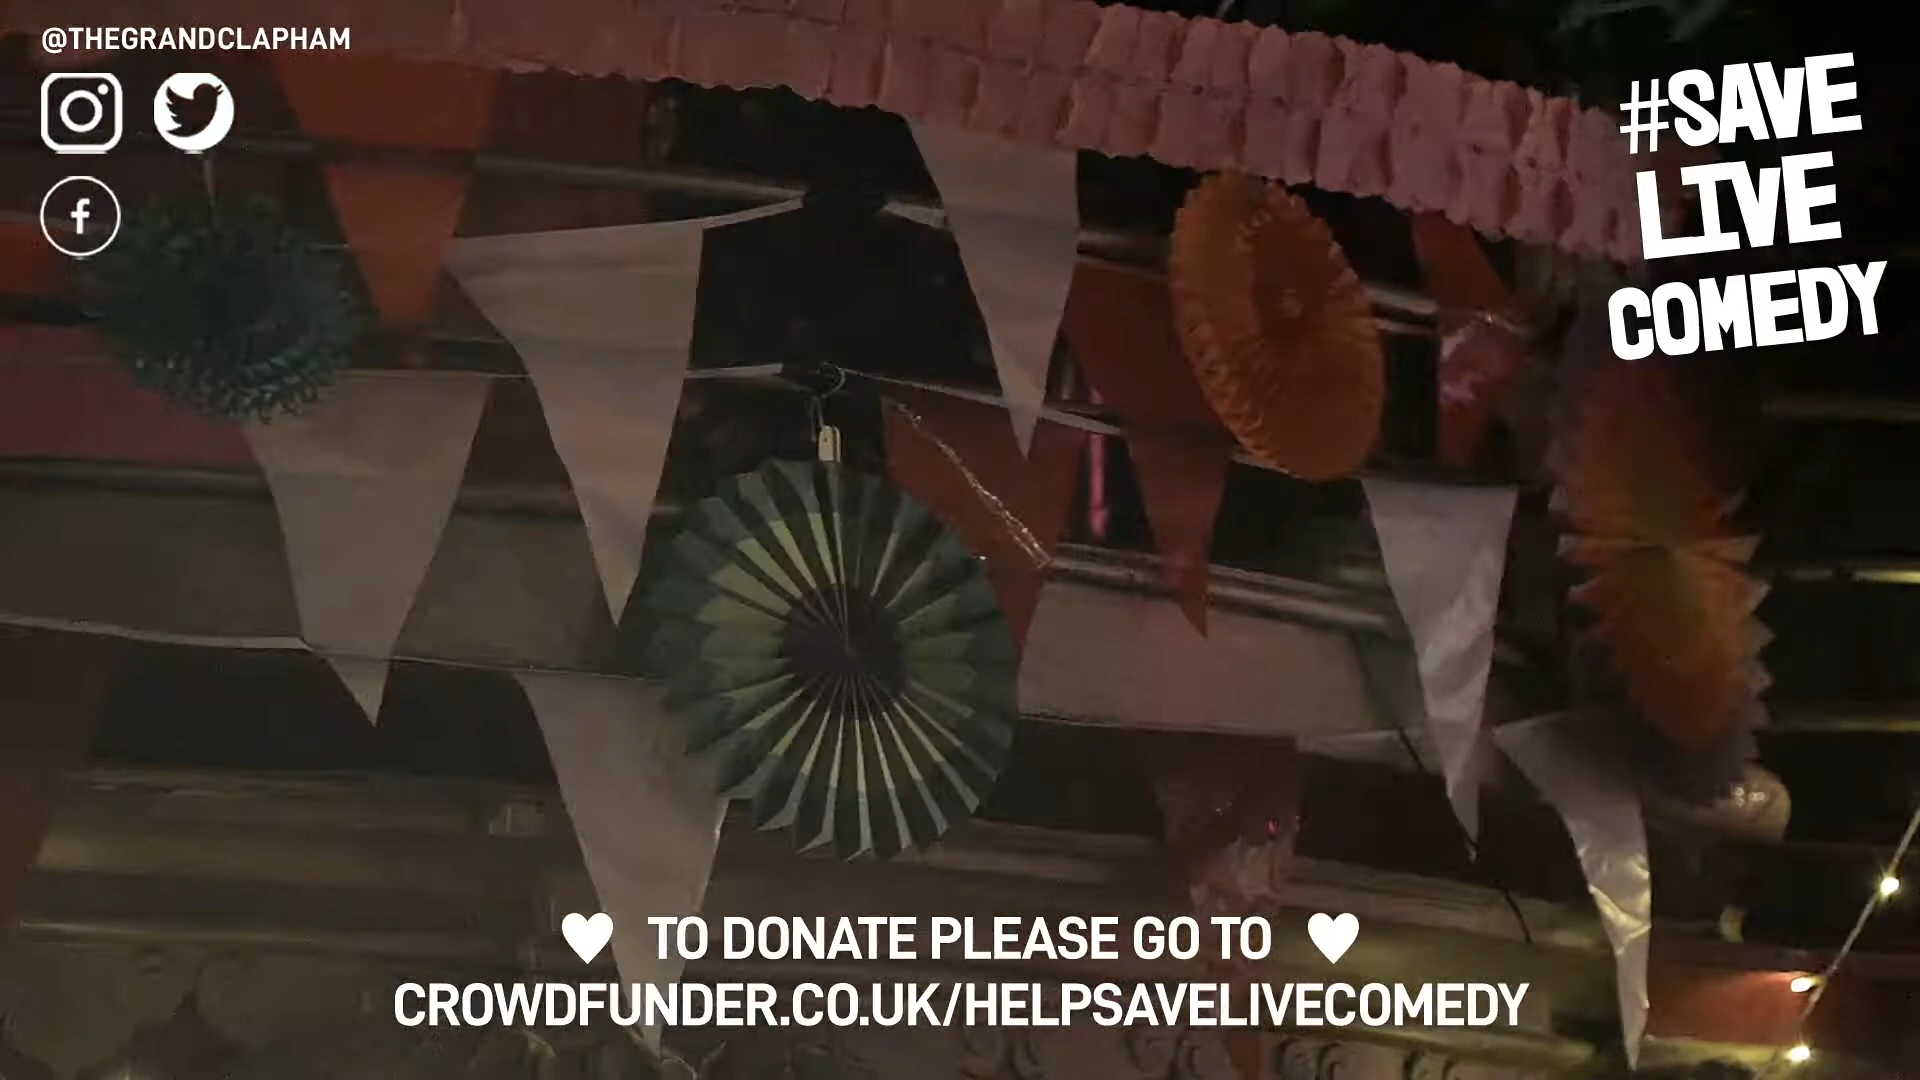 @THEGRANDCLAPHAM
#SAVE
LIVE
COMEDY
TO DONATE PLEASE GO TO
CROWDFUNDER.CO.UK/HELPSAVELIVECOMEDY